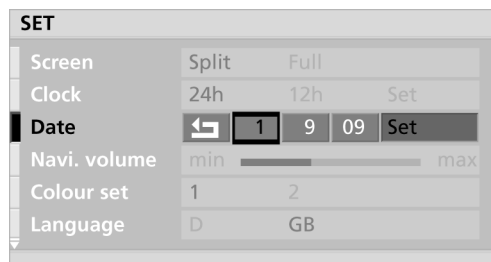 SET
Screen Split Full
Clock 24h 12h Set
Date 1 9 09 Set
Navi. volume min max
Colour set 1 2
Language D GB